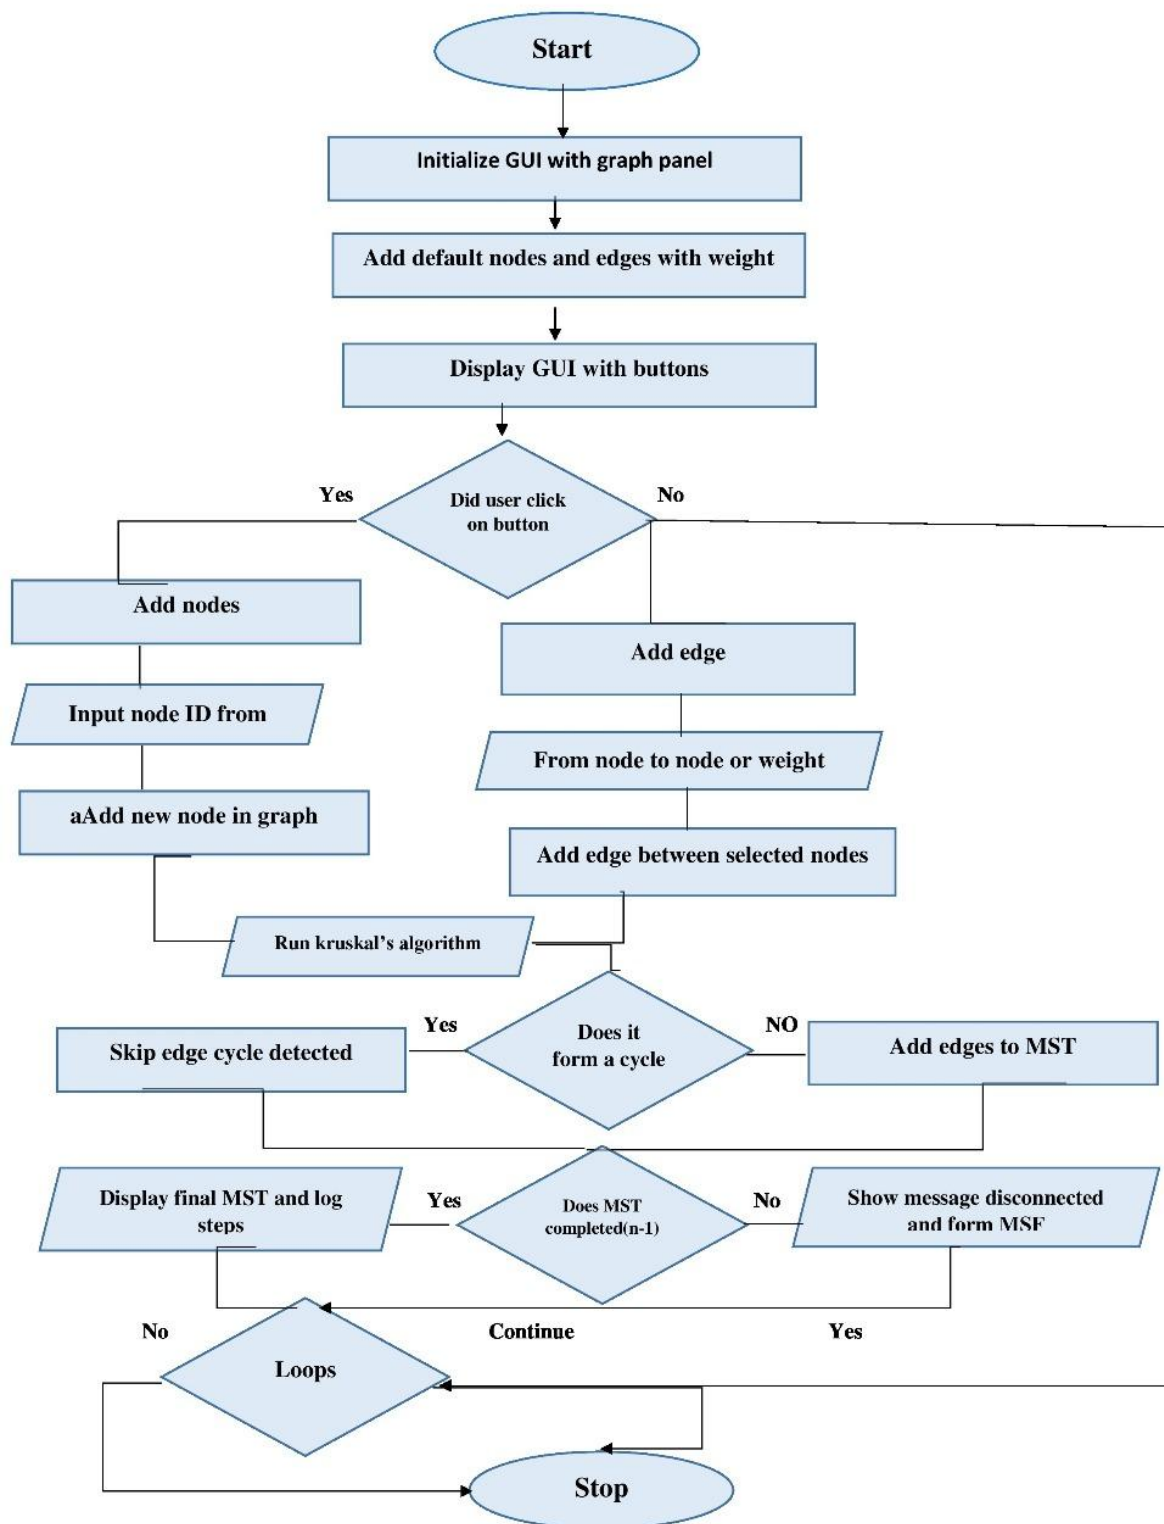 Start
Initialize GUI with graph panel
Add default nodes and edges with weight
Display GUI with buttons
Yes
Did user click
on button
No
Add nodes
Add edge
Input node ID from
From node to node or weight
aAdd new node in graph
Add edge between selected nodes
Run kruskal's algorithm
Yes
Does it
form a cycle
NO
Skip edge cycle detected
Add edges to MST
Display final MST and log
steps
Yes
Does MST
completed(n-1)
No
Show message disconnected
and form MSF
No
Continue
Yes
Loops
Stop